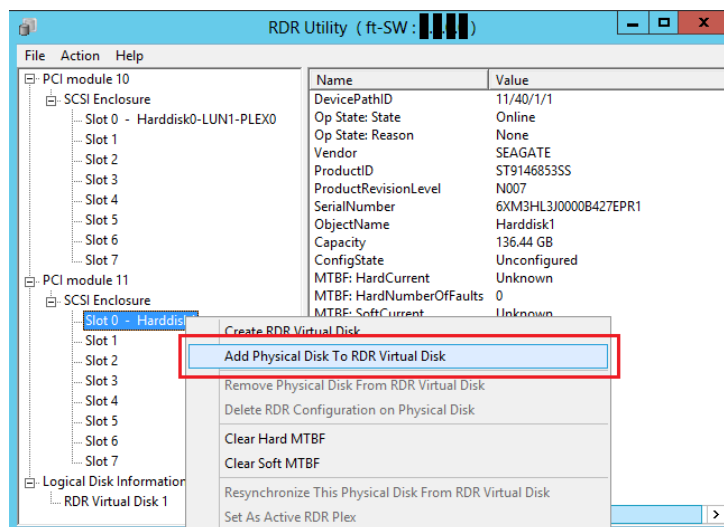 RDR Utility ( ft-SW : )
File Action Help
PCI module 10
SCSI Enclosure
Slot 0 - Harddisk0-LUN1-PLEX0
Slot 1
Slot 2
Slot 3
Slot 4
Slot 5
Slot 6
Slot 7
PCI module 11
SCSI Enclosure
Slot 0 - Harddisk
Slot 1
Slot 2
Slot 3
Slot 4
Slot 5
Slot 6
Slot 7
Logical Disk Information
RDR Virtual Disk 1
Name Value
DevicePathID 11/40/1/1
Op State: State Online
Op State: Reason None
Vendor SEAGATE
ProductID ST9146853SS
ProductRevisionLevel N007
SerialNumber 6XM3HL3J0000B427EPR1
ObjectName Harddisk1
Capacity 136.44 GB
ConfigState Unconfigured
MTBF: HardCurrent Unknown
MTBF: HardNumberOfFaults 0
MTBF: SoftCurrent Unknown
Create RDR Virtual Disk
Add Physical Disk To RDR Virtual Disk
Remove Physical Disk From RDR Virtual Disk
Delete RDR Configuration on Physical Disk
Clear Hard MTBF
Clear Soft MTBF
Resynchronize This Physical Disk From RDR Virtual Disk
Set As Active RDR Plex